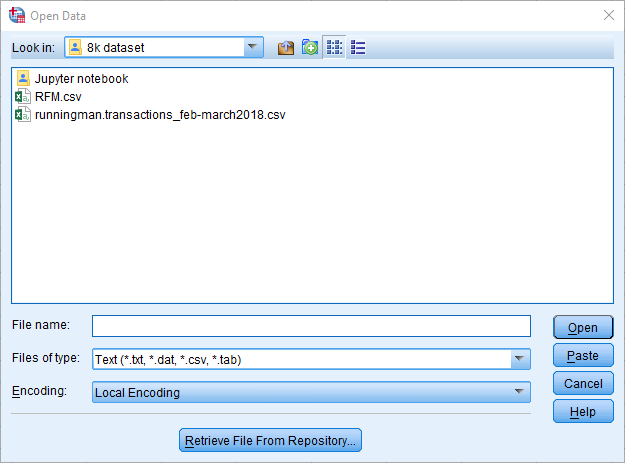 Open Data
Look in: 8k dataset
Jupyter notebook
RFM.csv
runningman.transactions_feb-march2018.csv
File name:
Open
Files of type: Text (*.txt, *.dat, *.csv, *.tab)
Paste
Encoding: Local Encoding
Cancel
Help
Retrieve File From Repository...